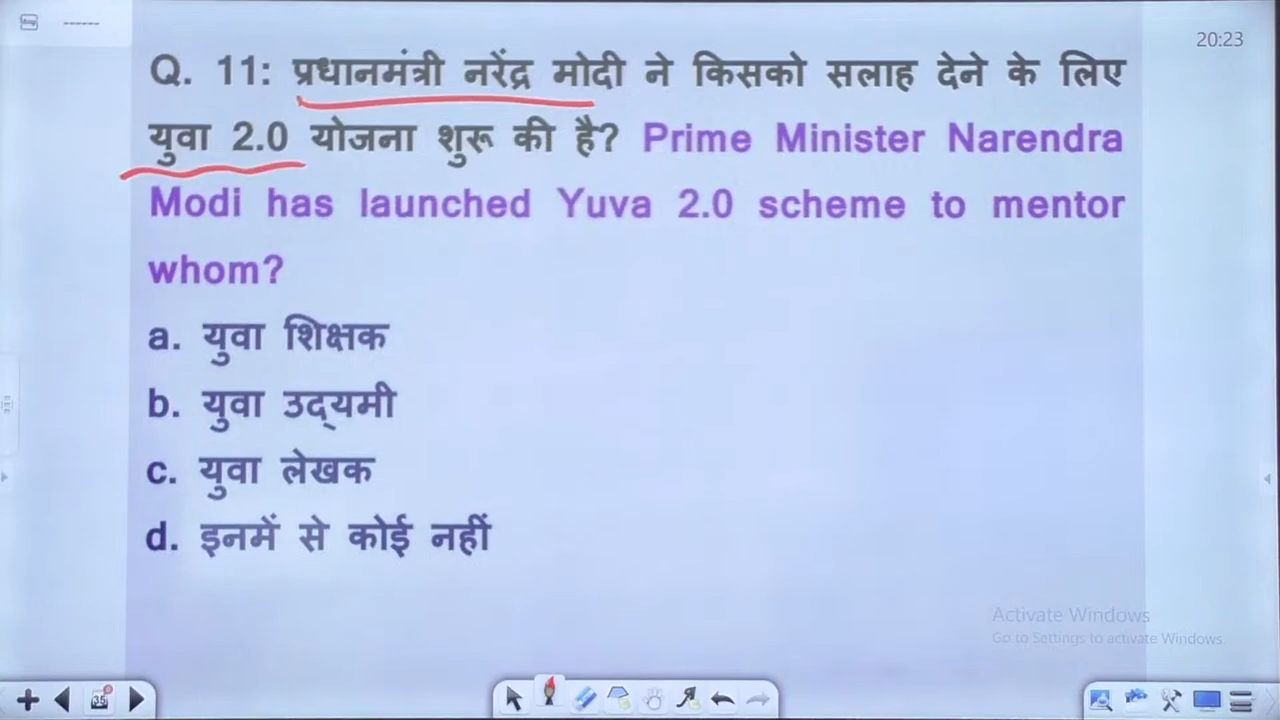 20:23
Q. 11: प्रधानमंत्री नरेंद्र मोदी ने किसको सलाह देने के लिए
युवा 2.0 योजना शुरू की है? Prime Minister Narendra
Modi has launched Yuva 2.0 scheme to mentor
whom?
a. युवा शिक्षक
b. युवा उद्यमी
c. युवा लेखक
d. इनमें से कोई नहीं
Activate Windows
Go to Settings to activate Windows.
35